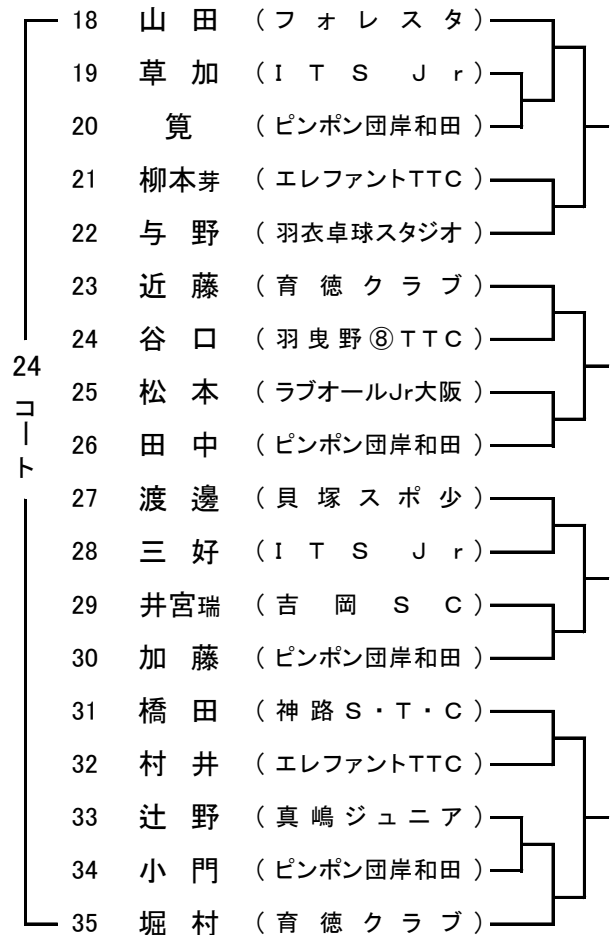 18 山田 (フォレスタ)
19 草加 (ITS Jr)
20 筧 (ピンポン団岸和田)
21 柳本芽 (エレファントTTC)
22 与野 (羽衣卓球スタジオ)
23 近藤 (育徳クラブ)
24 谷口 (羽曳野⑧TTC)
25 松本 (ラブオールJr大阪)
26 田中 (ピンポン団岸和田)
27 渡邊 (貝塚スポ少)
28 三好 (ITS Jr)
29 井宮瑞 (吉岡SC)
30 加藤 (ピンポン団岸和田)
31 橋田 (神路S・T・C)
32 村井 (エレファントTTC)
33 辻野 (真嶋ジュニア)
34 小門 (ピンポン団岸和田)
35 堀村 (育徳クラブ)
24コート